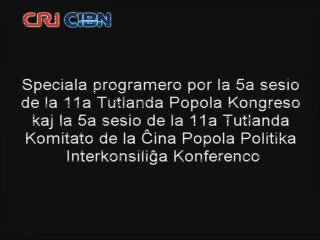 CRI CIBN
Speciala programero por la 5a sesio
de la 11a Tutlanda Popola Kongreso
kaj la 5a sesio de la 11a Tutlanda
Komitato de la Ĉina Popola Politika
Interkonsiliĝa Konferenco